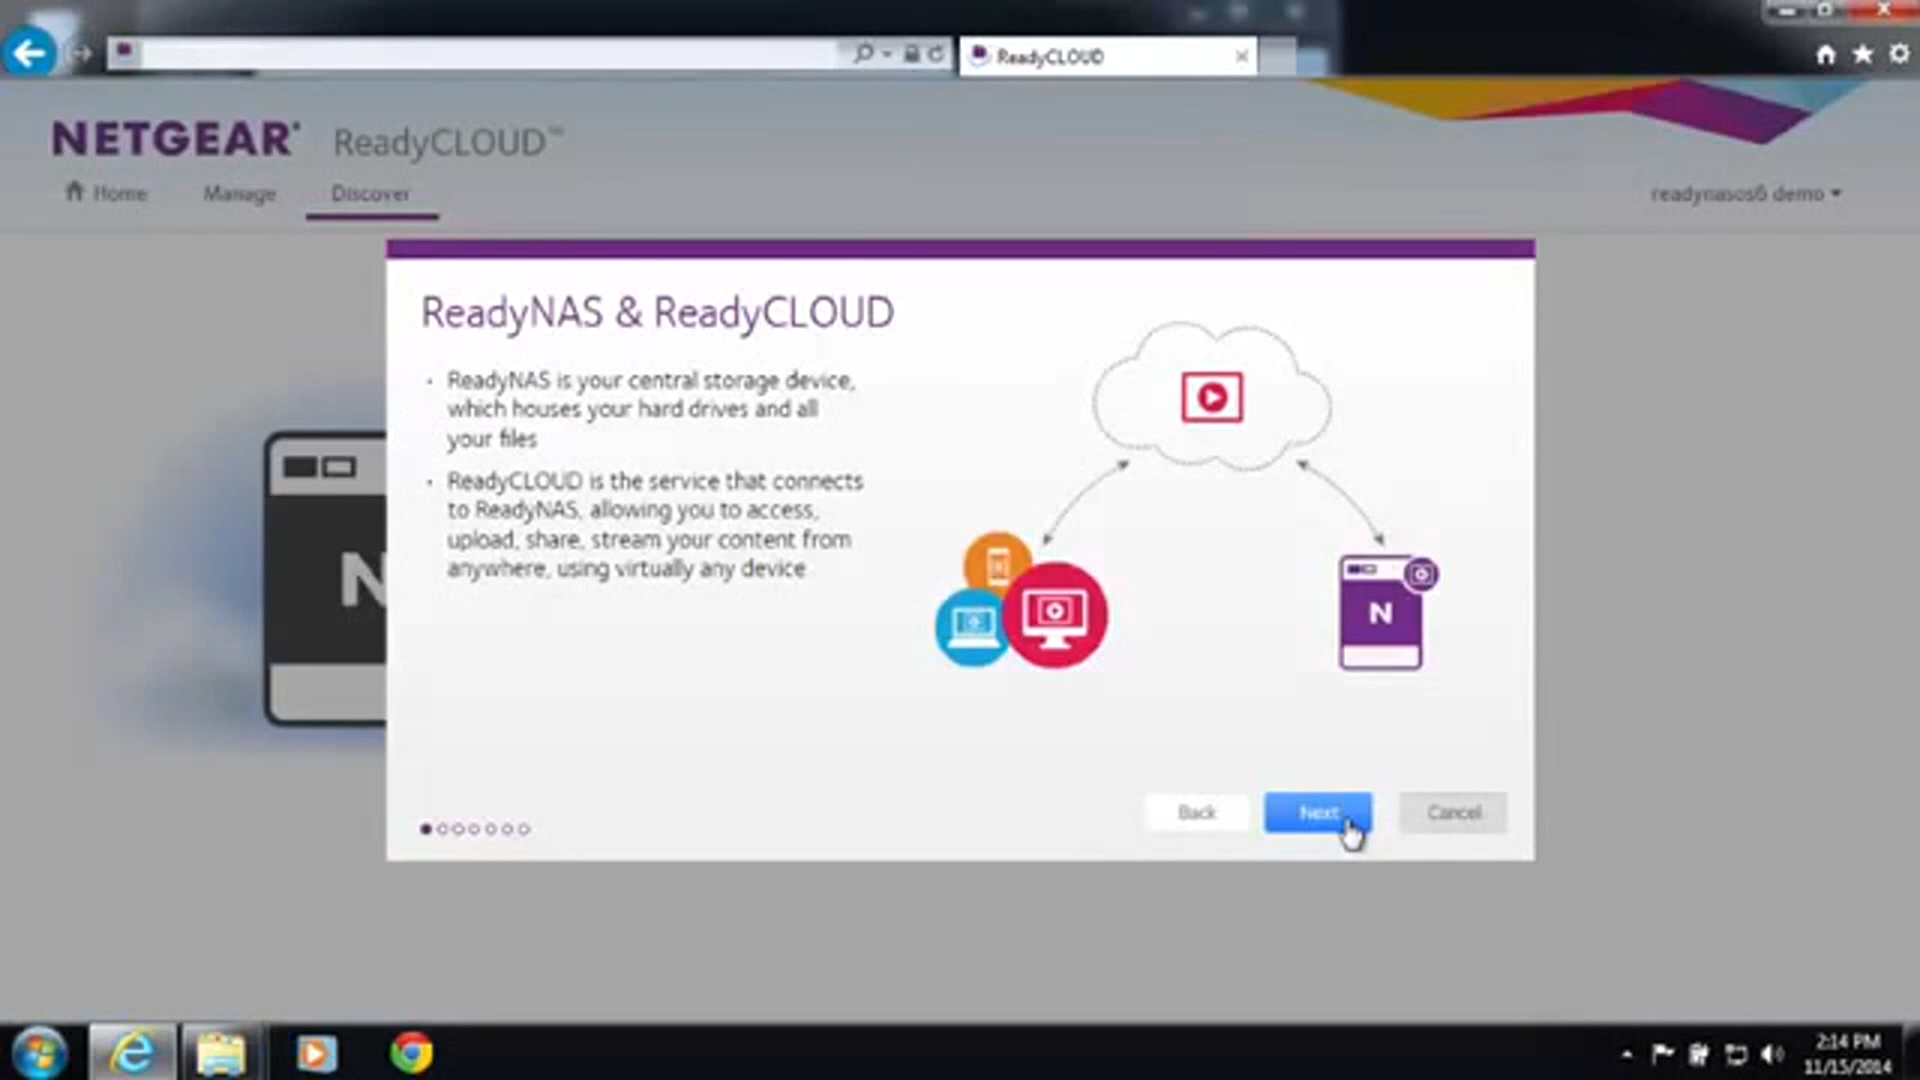 ReadyCLOUD
NETGEAR® ReadyCLOUD™
Home Manage Discover
readynasos6 demo
ReadyNAS & ReadyCLOUD
· ReadyNAS is your central storage device,
which houses your hard drives and all
your files
· ReadyCLOUD is the service that connects
to ReadyNAS, allowing you to access,
upload, share, stream your content from
anywhere, using virtually any device
N
N
Back Next Cancel
2:14 PM
11/15/2014